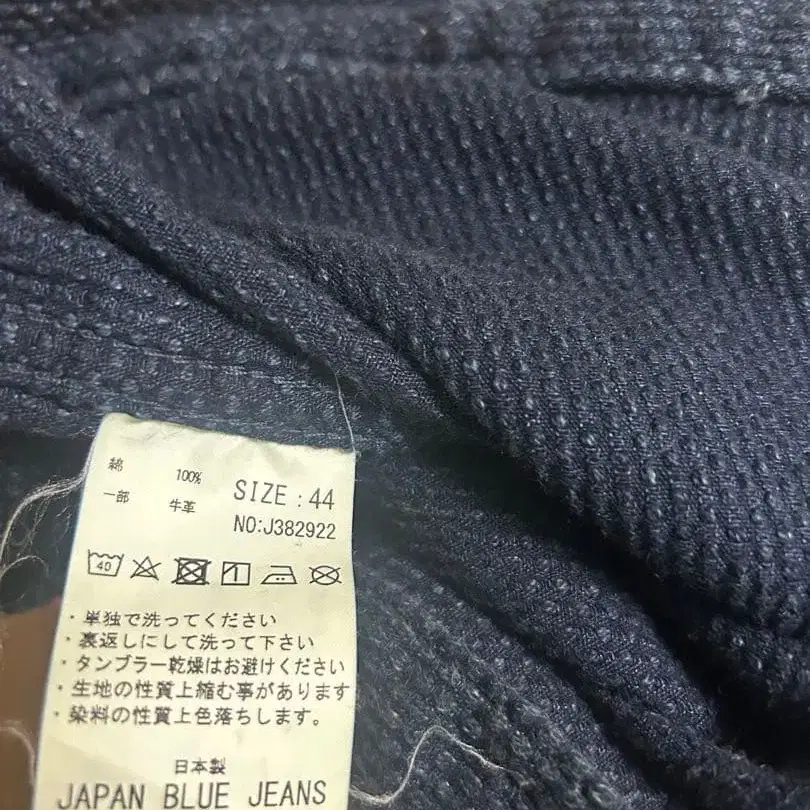 綿 100%
一部 牛革
SIZE : 44
NO:J382922
40
・単独で洗ってください
・裏返しにして洗って下さい
・タンブラー乾燥はお避けください
・生地の性質上縮む事があります
・染料の性質上色落ちします。
日本製
JAPAN BLUE JEANS